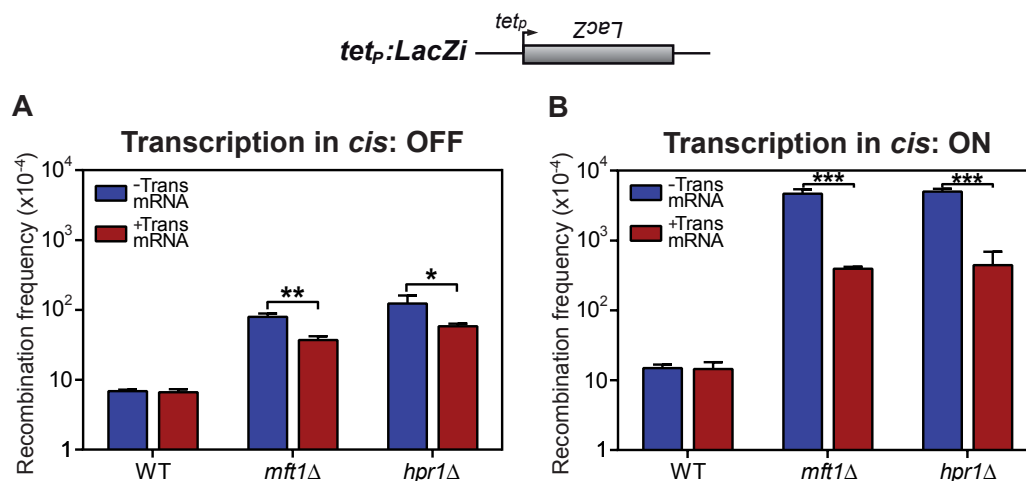 tetp
LacZ
tetP:LacZi
A
Transcription in cis: OFF
Recombination frequency (x10-4)
104
103
102
10
1
-Trans
mRNA
+Trans
mRNA
**
*
WT
mft1Δ
hpr1Δ
B
Transcription in cis: ON
Recombination frequency (x10-4)
104
103
102
10
1
-Trans
mRNA
+Trans
mRNA
***
***
WT
mft1Δ
hpr1Δ